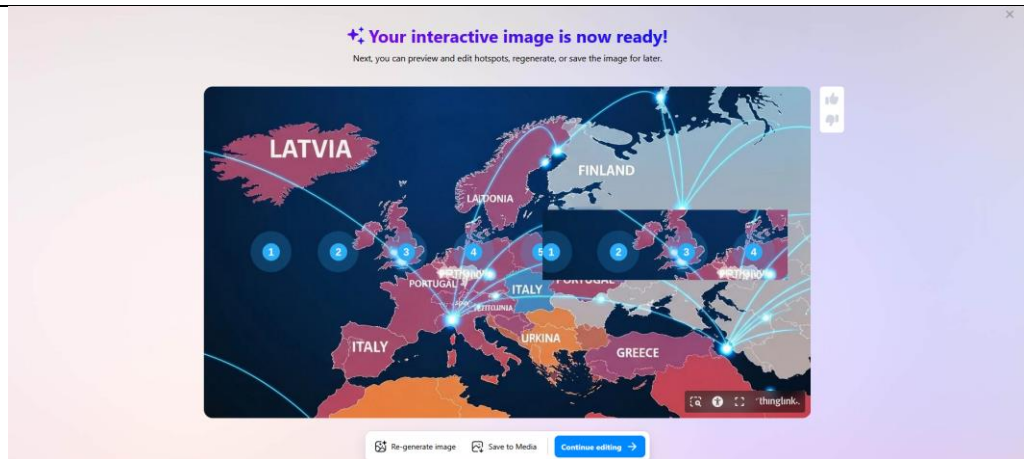 Your interactive image is now ready!
Next, you can preview and edit hotspots, regenerate, or save the image for later.
LATVIA
FINLAND
LAITDONIA
1 2 3 4 5 1 2 3 4
PORTUGAL
ITALY
PORTUGAL
ITALY
URKINA
GREECE
thinglink..
Re-generate image
Save to Media
Continue editing